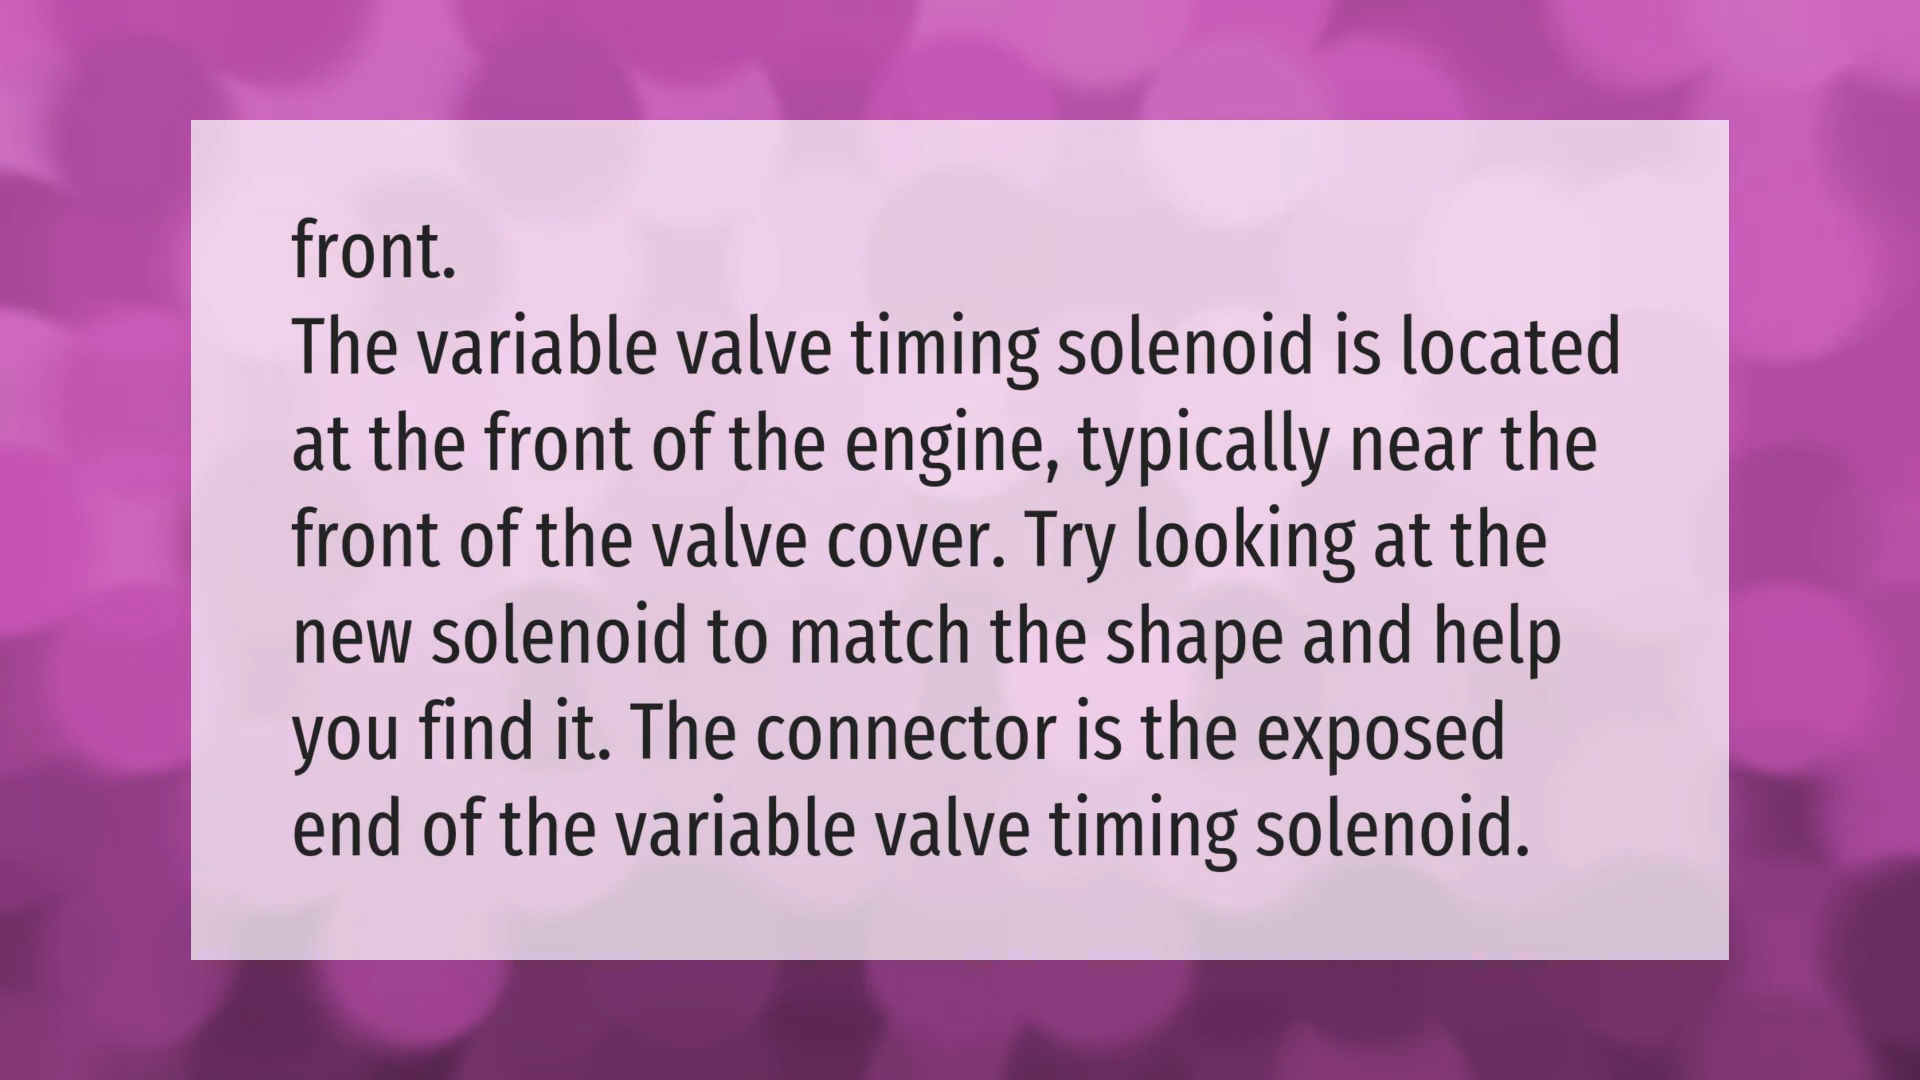 front.
The variable valve timing solenoid is located
at the front of the engine, typically near the
front of the valve cover. Try looking at the
new solenoid to match the shape and help
you find it. The connector is the exposed
end of the variable valve timing solenoid.